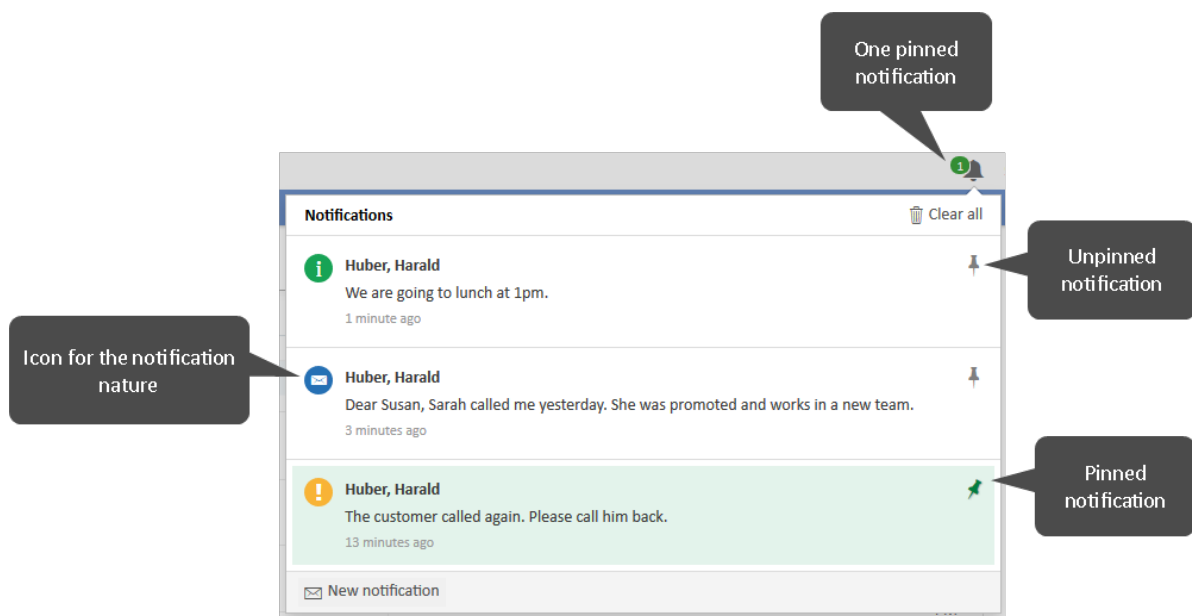 One pinned
notification
1
Notifications
Clear all
Huber, Harald
We are going to lunch at 1pm.
1 minute ago
Unpinned
notification
Icon for the notification
nature
Huber, Harald
Dear Susan, Sarah called me yesterday. She was promoted and works in a new team.
3 minutes ago
Huber, Harald
The customer called again. Please call him back.
13 minutes ago
Pinned
notification
New notification